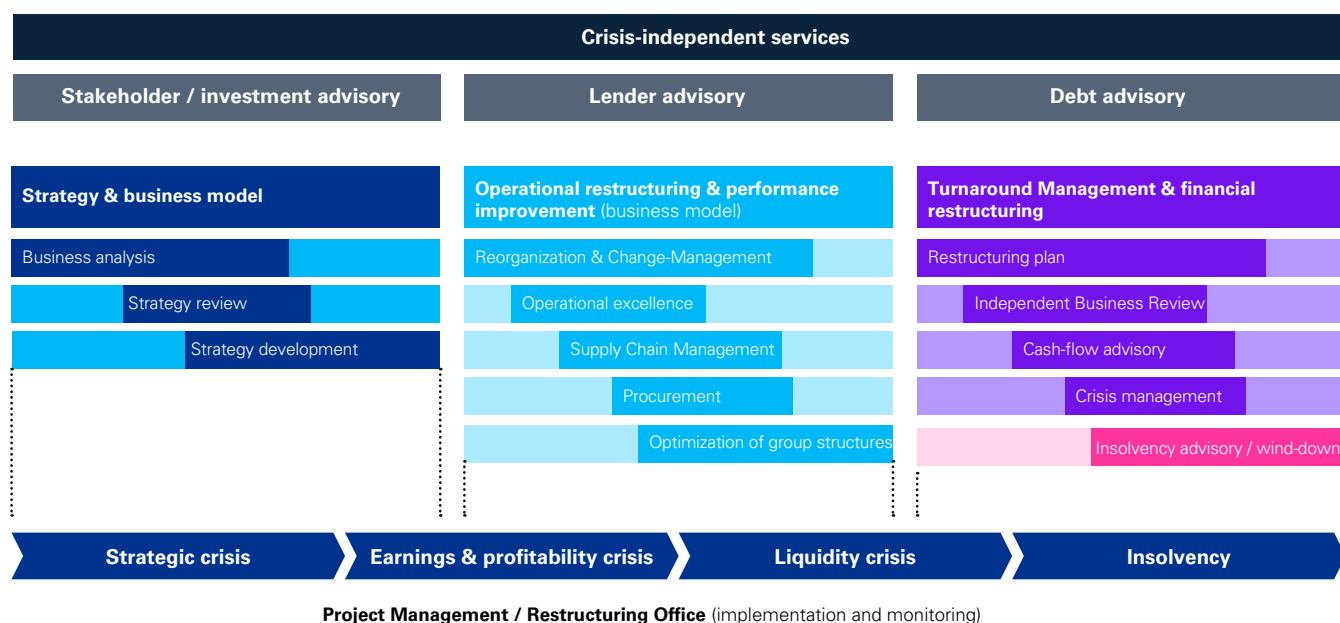 Crisis-independent services
Stakeholder / investment advisory
Lender advisory
Debt advisory
Strategy & business model
Business analysis
Strategy review
Strategy development
Operational restructuring & performance
improvement (business model)
Reorganization & Change-Management
Operational excellence
Supply Chain Management
Procurement
Optimization of group structures
Turnaround Management & financial
restructuring
Restructuring plan
Independent Business Review
Cash-flow advisory
Crisis management
Insolvency advisory / wind-down
Strategic crisis
Earnings & profitability crisis
Liquidity crisis
Insolvency
Project Management / Restructuring Office (implementation and monitoring)